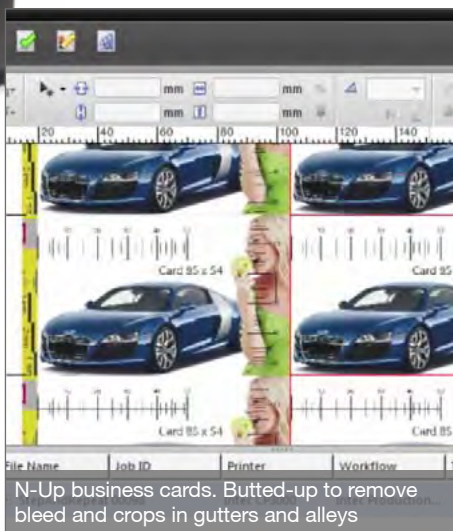 mm mm
mm mm
20 40 60 80 100 120 140
Card 85 x 54
Card 85 x 54
Card 85
Card 85
File Name Job ID Printer Workflow
N-Up business cards. Butted-up to remove
bleed and crops in gutters and alleys